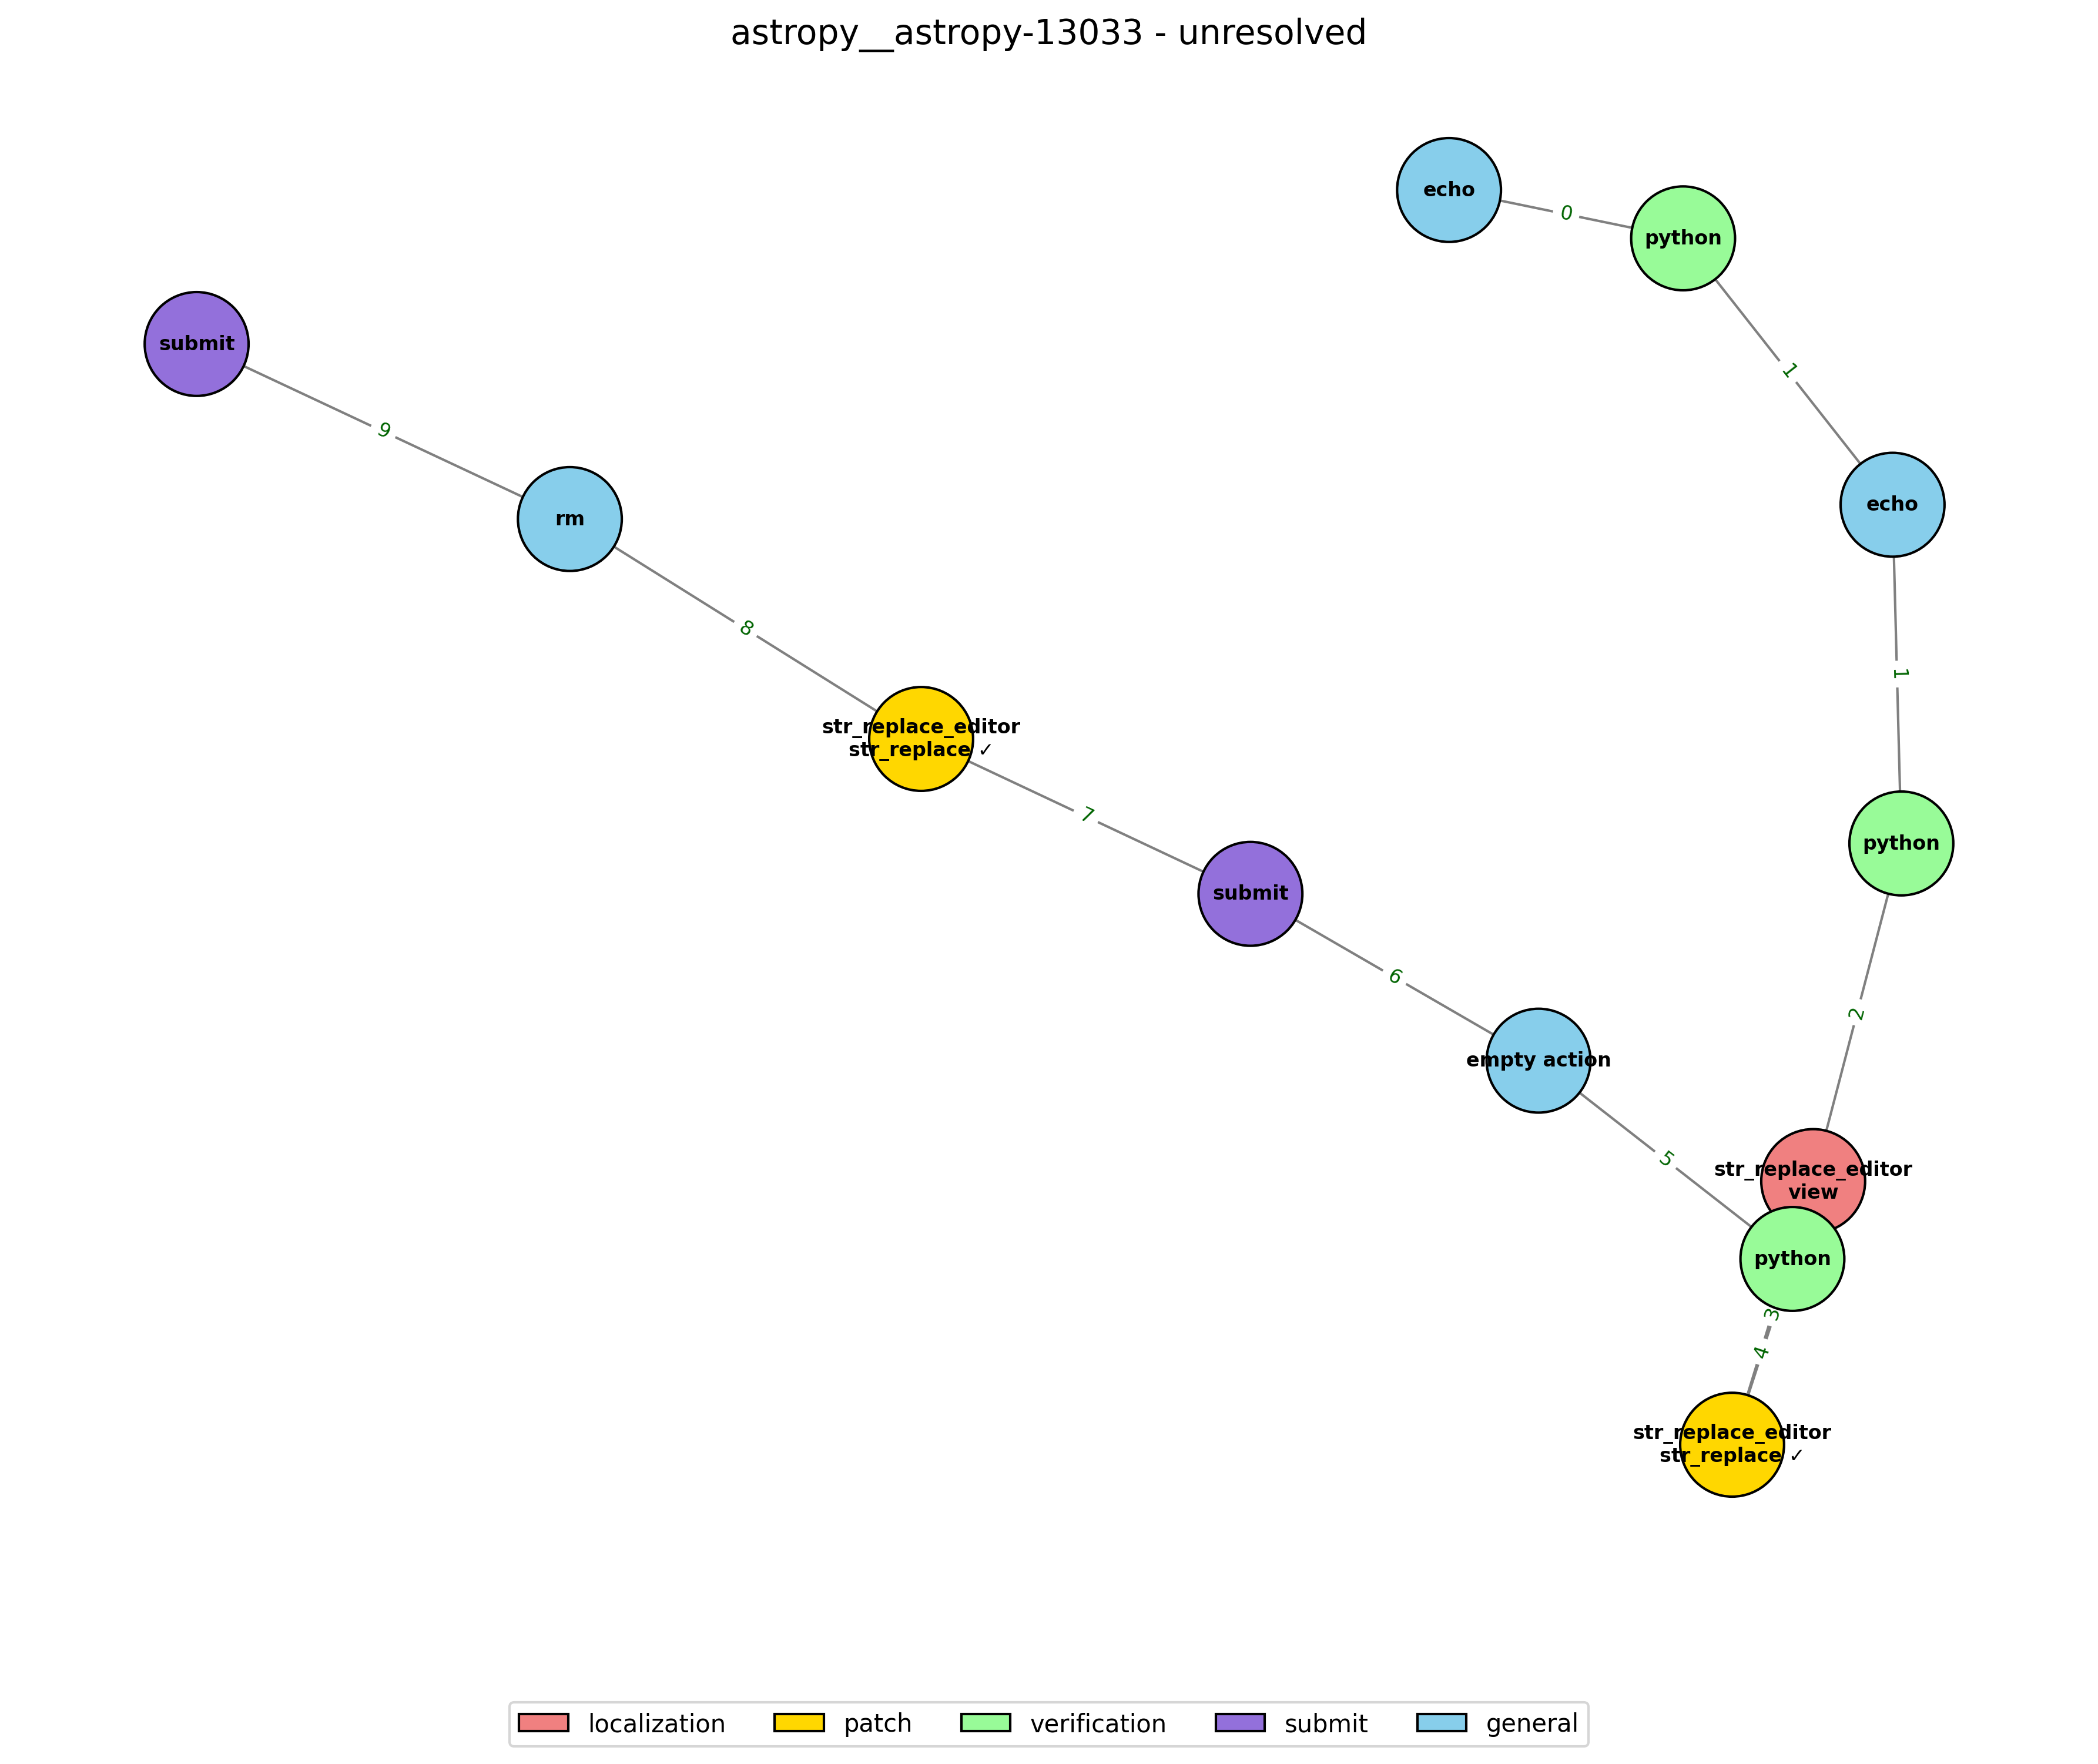 astropy__astropy-13033 - unresolved
echo
0
python
1
echo
1
python
2
str_replace_editor
view
python
3
4
str_replace_editor
str_replace ✓
5
empty action
6
submit
7
str_replace_editor
str_replace ✓
8
rm
9
submit
localization
patch
verification
submit
general